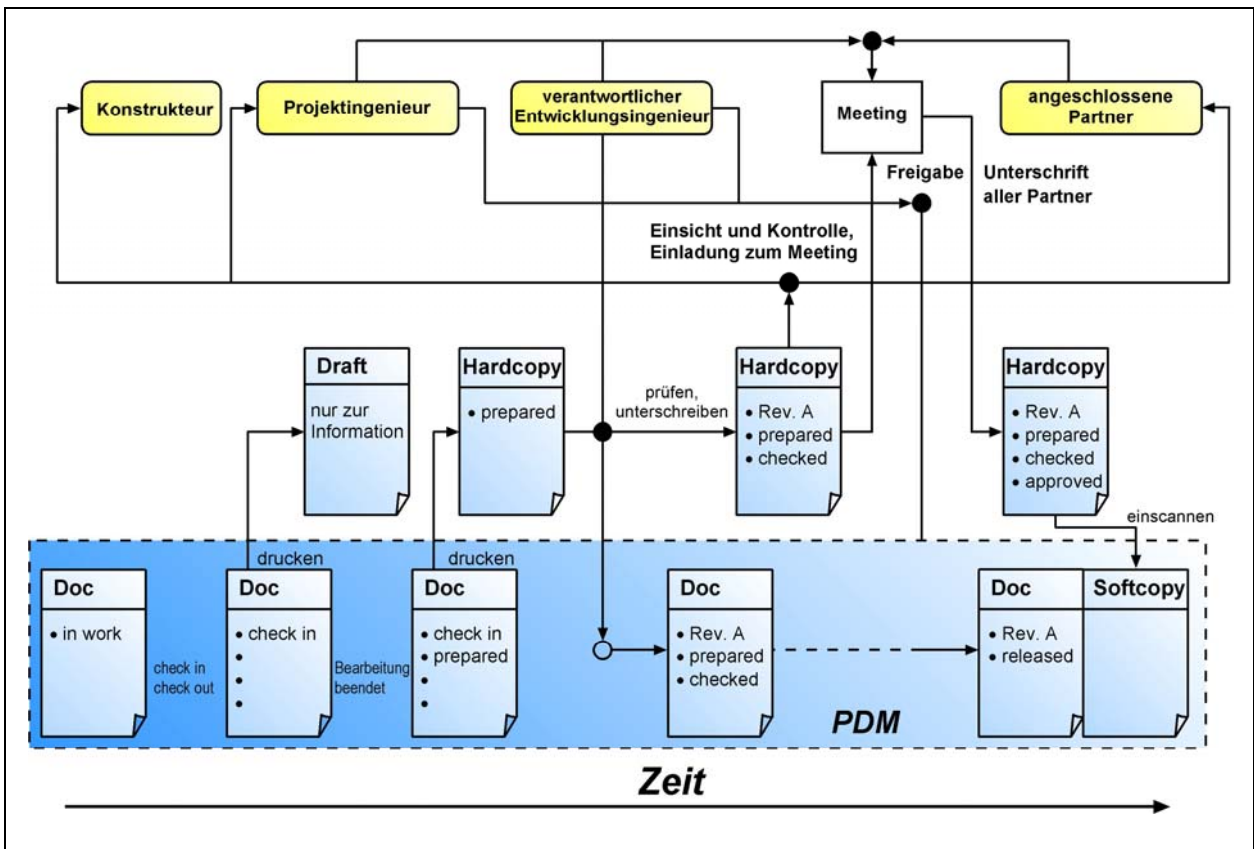 Konstrukteur
Projektingenieur
verantwortlicher
Entwicklungsingenieur
Meeting
angeschlossene
Partner
Freigabe
Unterschrift
aller Partner
Einsicht und Kontrolle,
Einladung zum Meeting
Draft
nur zur
Information
Hardcopy
• prepared
prüfen,
unterschreiben
Hardcopy
• Rev. A
• prepared
• checked
Hardcopy
• Rev. A
• prepared
• checked
• approved
einscannen
drucken
drucken
Doc
• in work
check in
check out
Doc
• check in
•
•
•
Bearbeitung
beendet
Doc
• check in
• prepared
•
•
Doc
• Rev. A
• prepared
• checked
Doc
• Rev. A
• released
Softcopy
PDM
Zeit